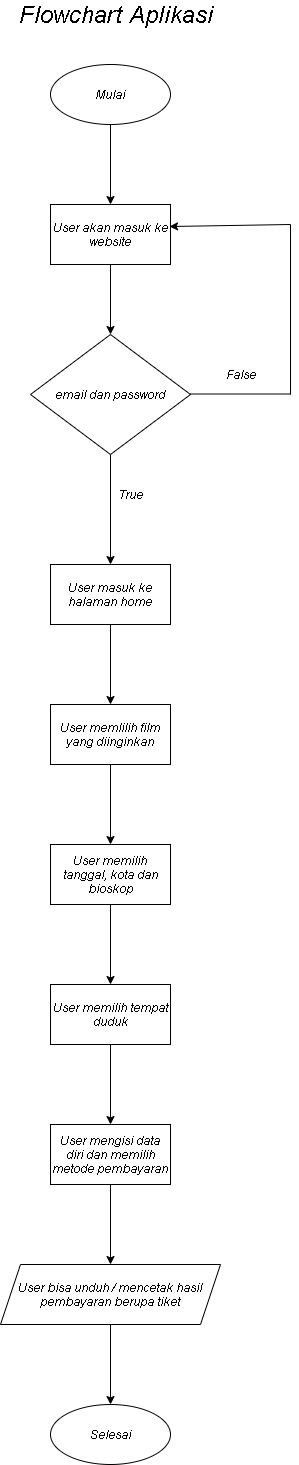 Flowchart Aplikasi
Mulai
User akan masuk ke
website
email dan password
False
True
User masuk ke
halaman home
User memlilih film
yang diinginkan
User memilih
tanggal, kota dan
bioskop
User memilih tempat
duduk
User mengisi data
diri dan memilih
metode pembayaran
User bisa unduh / mencetak hasil
pembayaran berupa tiket
Selesai